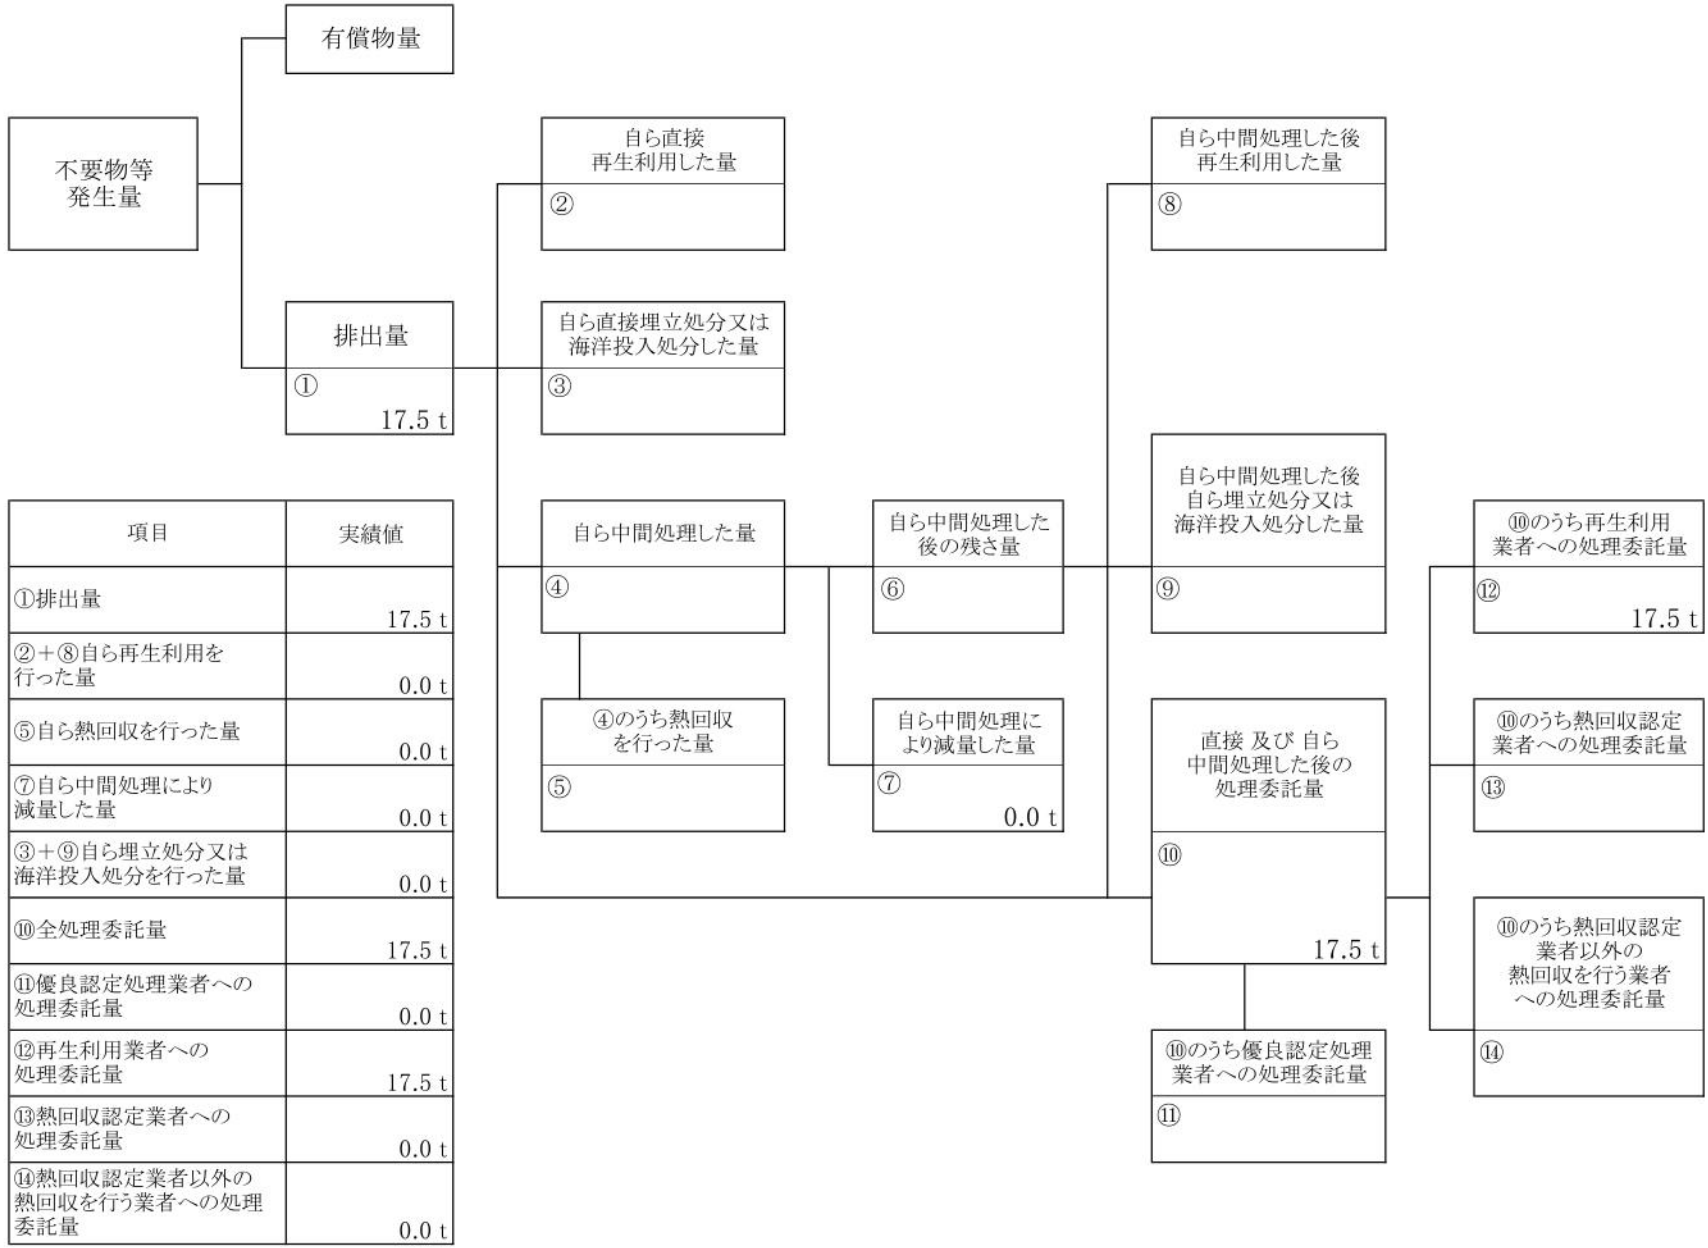 有償物量
不要物等
発生量
自ら直接
再生利用した量
②
自ら中間処理した後
再生利用した量
⑧
排出量
①
17.5 t
自ら直接埋立処分又は
海洋投入処分した量
③
自ら中間処理した量
④
自ら中間処理した
後の残さ量
⑥
自ら中間処理した後
自ら埋立処分又は
海洋投入処分した量
⑨
⑩のうち再生利用
業者への処理委託量
⑫
17.5 t
④のうち熱回収
を行った量
⑤
自ら中間処理に
より減量した量
⑦
0.0 t
直接 及び 自ら
中間処理した後の
処理委託量
⑩
17.5 t
⑩のうち熱回収認定
業者への処理委託量
⑬
⑩のうち熱回収認定
業者以外の
熱回収を行う業者
への処理委託量
⑭
⑩のうち優良認定処理
業者への処理委託量
⑪
項目 実績値
①排出量
17.5 t
②＋⑧自ら再生利用を
行った量
0.0 t
⑤自ら熱回収を行った量
0.0 t
⑦自ら中間処理により
減量した量
0.0 t
③＋⑨自ら埋立処分又は
海洋投入処分を行った量
0.0 t
⑩全処理委託量
17.5 t
⑪優良認定処理業者への
処理委託量
0.0 t
⑫再生利用業者への
処理委託量
17.5 t
⑬熱回収認定業者への
処理委託量
0.0 t
⑭熱回収認定業者以外の
熱回収を行う業者への処理
委託量
0.0 t